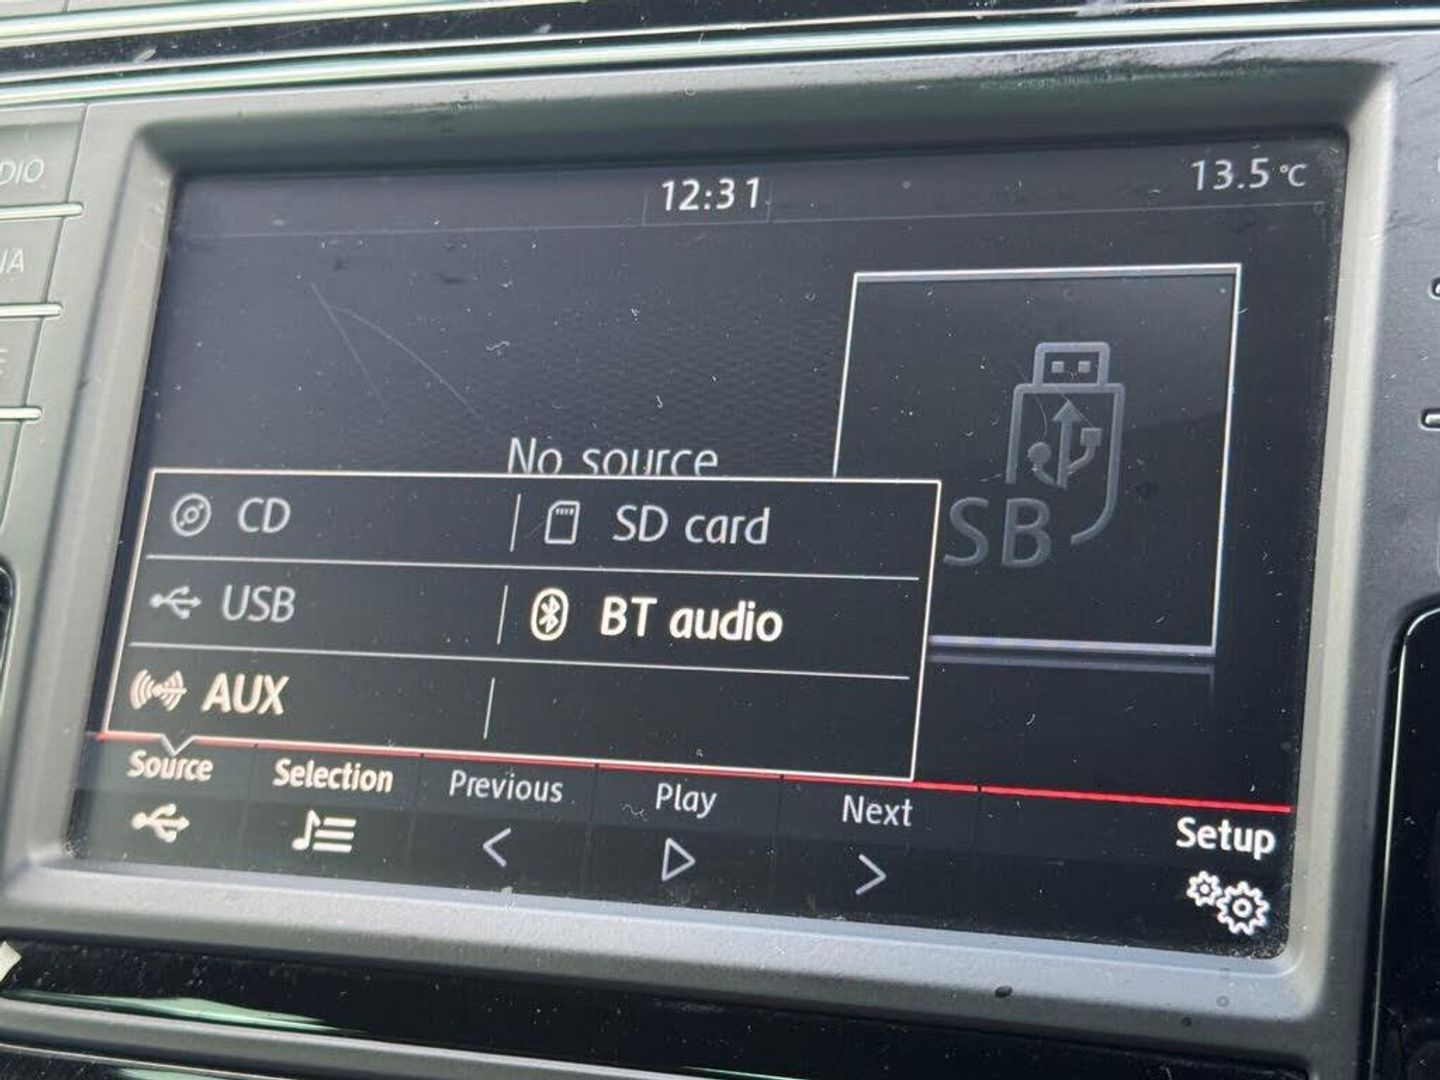 12:31
13.5 °C
No source
CD
SD card
USB
BT audio
AUX
SB
Source
Selection
Previous
Play
Next
Setup
DIO